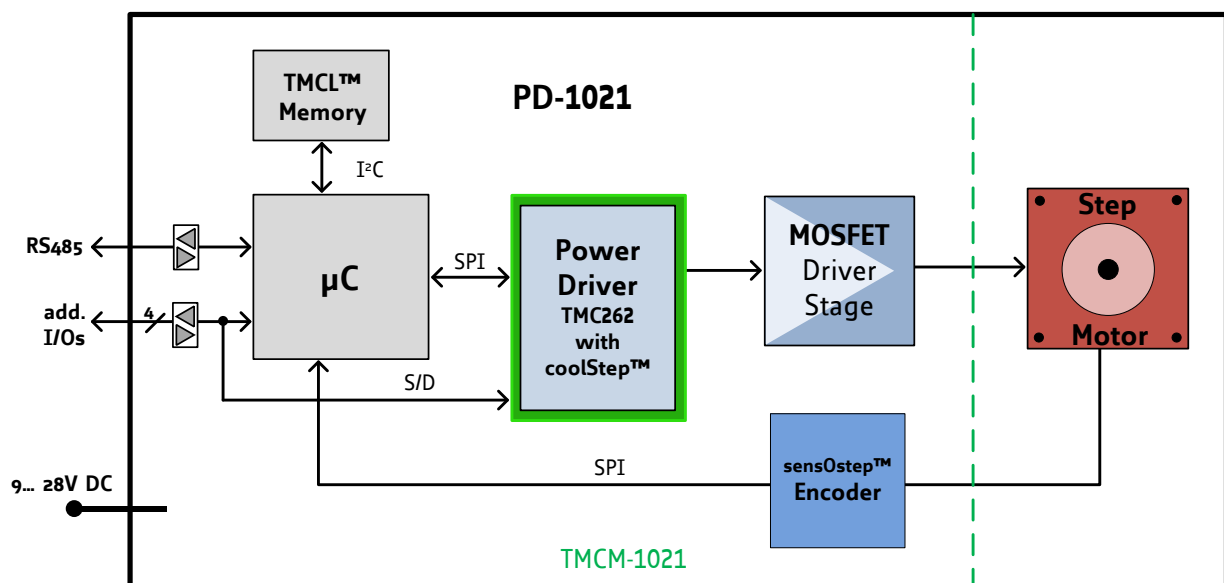 PD-1021
TMCL™
Memory
I²C
RS485
µC
SPI
Power
Driver
TMC262
with
coolStep™
MOSFET
Driver
Stage
Step
Motor
add.
I/Os
4
S/D
SPI
sensOstep™
Encoder
9... 28V DC
TMCM-1021